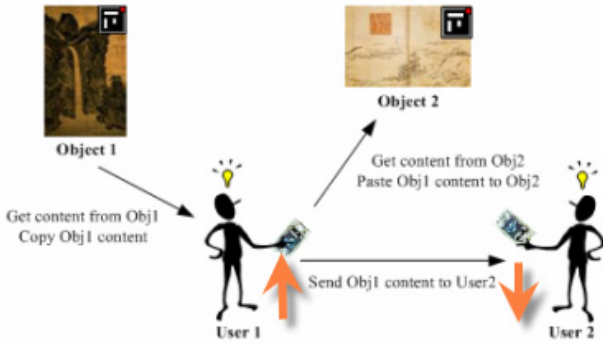 Object 1
Object 2
Get content from Obj1
Copy Obj1 content
Get content from Obj2
Paste Obj1 content to Obj2
Send Obj1 content to User2
User 1
User 2